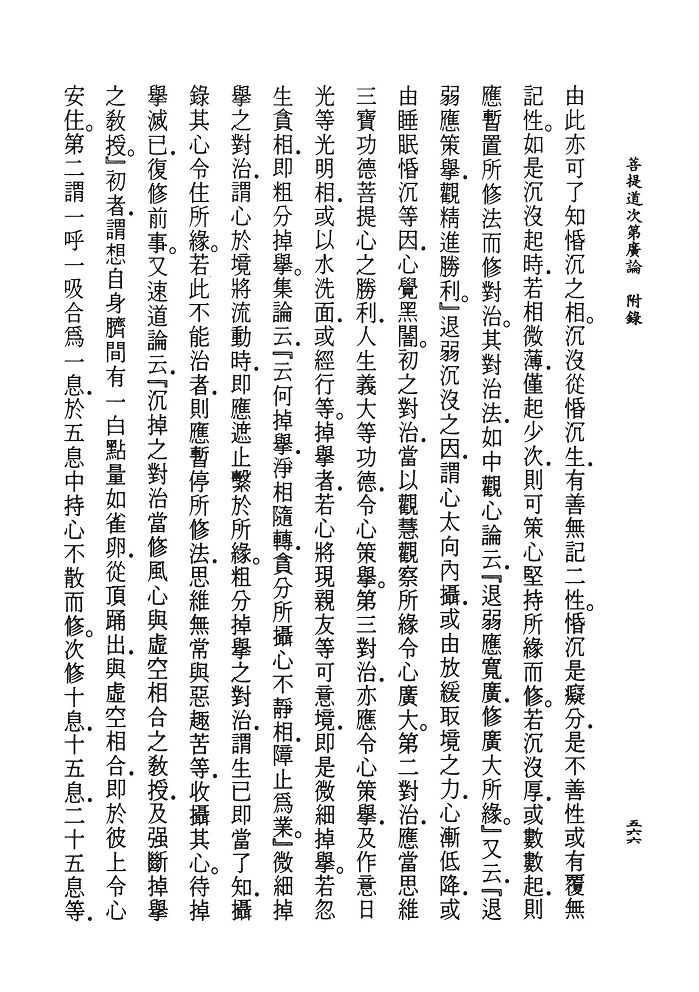 菩提道次第廣論　附錄
五六六
由此亦可了知惛沉之相。沉沒從惛沉生．有善無記二性。惛沉是癡分．是不善性或有覆無
記性。如是沉沒起時．若相微薄．僅起少次．則可策心堅持所緣而修。若沉沒厚．或數數起．則
應暫置所修法而修對治。其對治法．如中觀心論云．『退弱應寬廣．修廣大所緣。』又云．『退
弱應策擧．觀精進勝利。』退弱沉沒之因．謂心太向內攝．或由放緩取境之力．心漸低降．或
由睡眠惛沉等因．心覺黑闇。初之對治．當以觀慧觀察所緣令心廣大。第二對治．應當思維
三寶功德菩提心之勝利．人生義大等功德．令心策擧。第三對治．亦應令心策擧．及作意日
光等光明相．或以水洗面．或經行等。掉擧者．若心將現親友等可意境．即是微細掉擧。若忽
生貪相．即粗分掉擧。集論云．『云何掉擧．淨相隨轉．貪分所攝心不靜相．障止爲業。』微細掉
擧之對治．謂心於境將流動時．即應遮止繫於所緣。粗分掉擧之對治．謂生已即當了知．攝
錄其心令住所緣。若此不能治者．則應暫停所修法．思維無常與惡趣苦等．收攝其心。待掉
擧滅已．復修前事。又速道論云．『沉掉之對治當修風心與虛空相合之敎授．及强斷掉擧
之敎授。』初者．謂想自身臍間有一白點量如雀卵．從頂踊出．與虛空相合．即於彼上令心
安住。第二謂一呼一吸合爲一息．於五息中持心不散而修。次修十息．十五息．二十五息等．